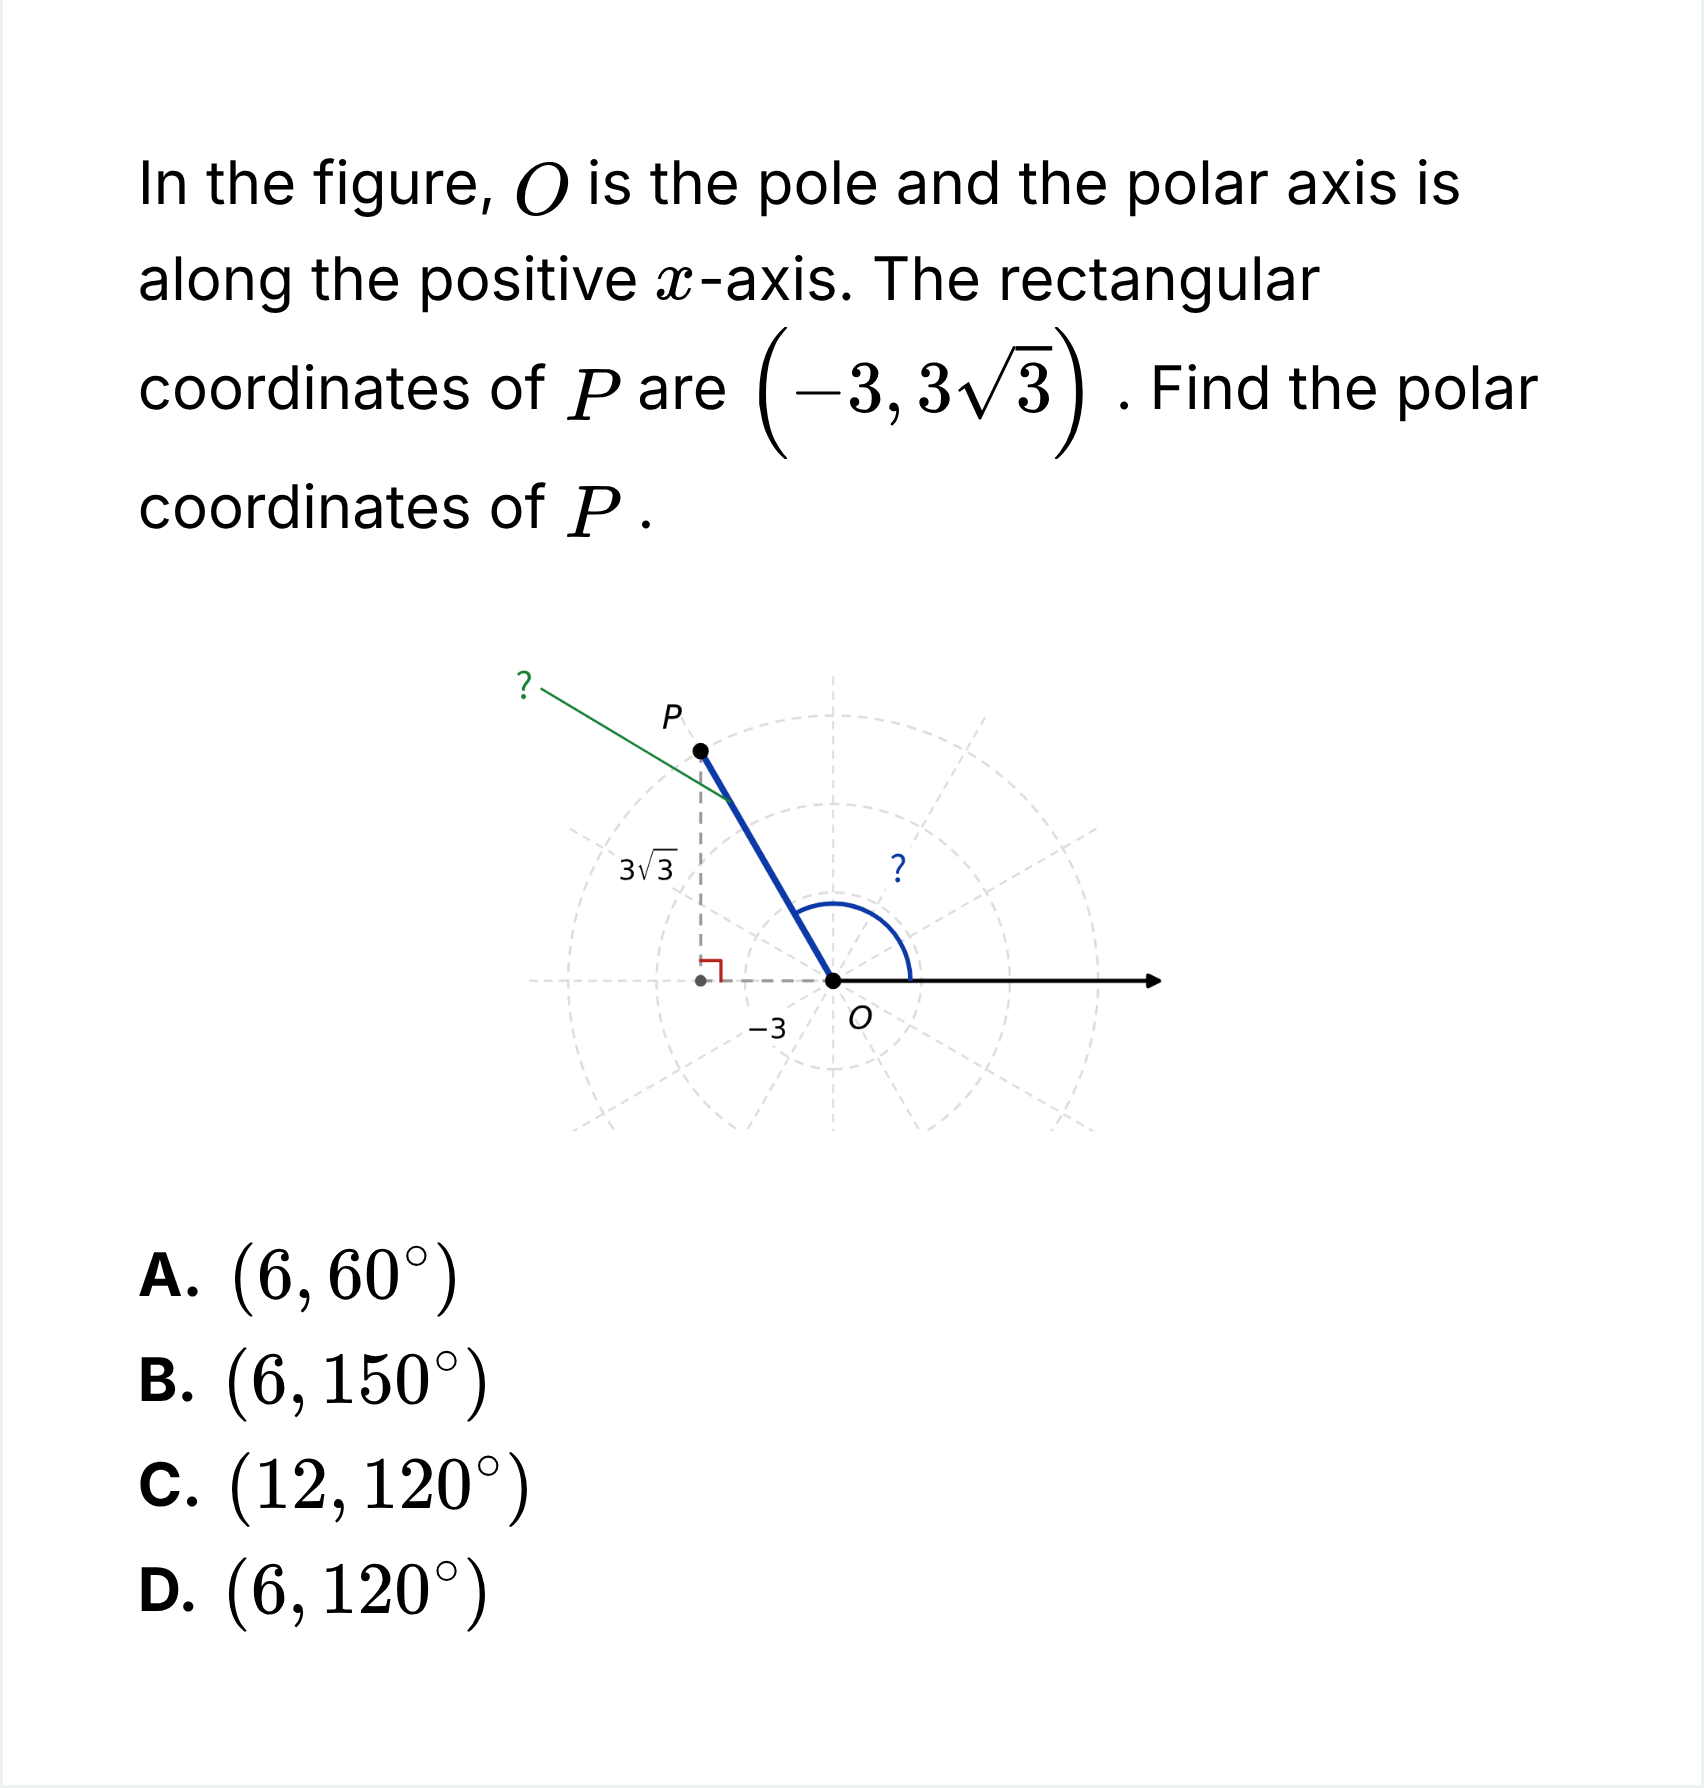 In the figure, O is the pole and the polar axis is
along the positive x-axis. The rectangular
coordinates of P are (−3, 3√3) . Find the polar
coordinates of P .
?
P
3√3
?
−3
O
A. (6, 60°)
B. (6, 150°)
C. (12, 120°)
D. (6, 120°)